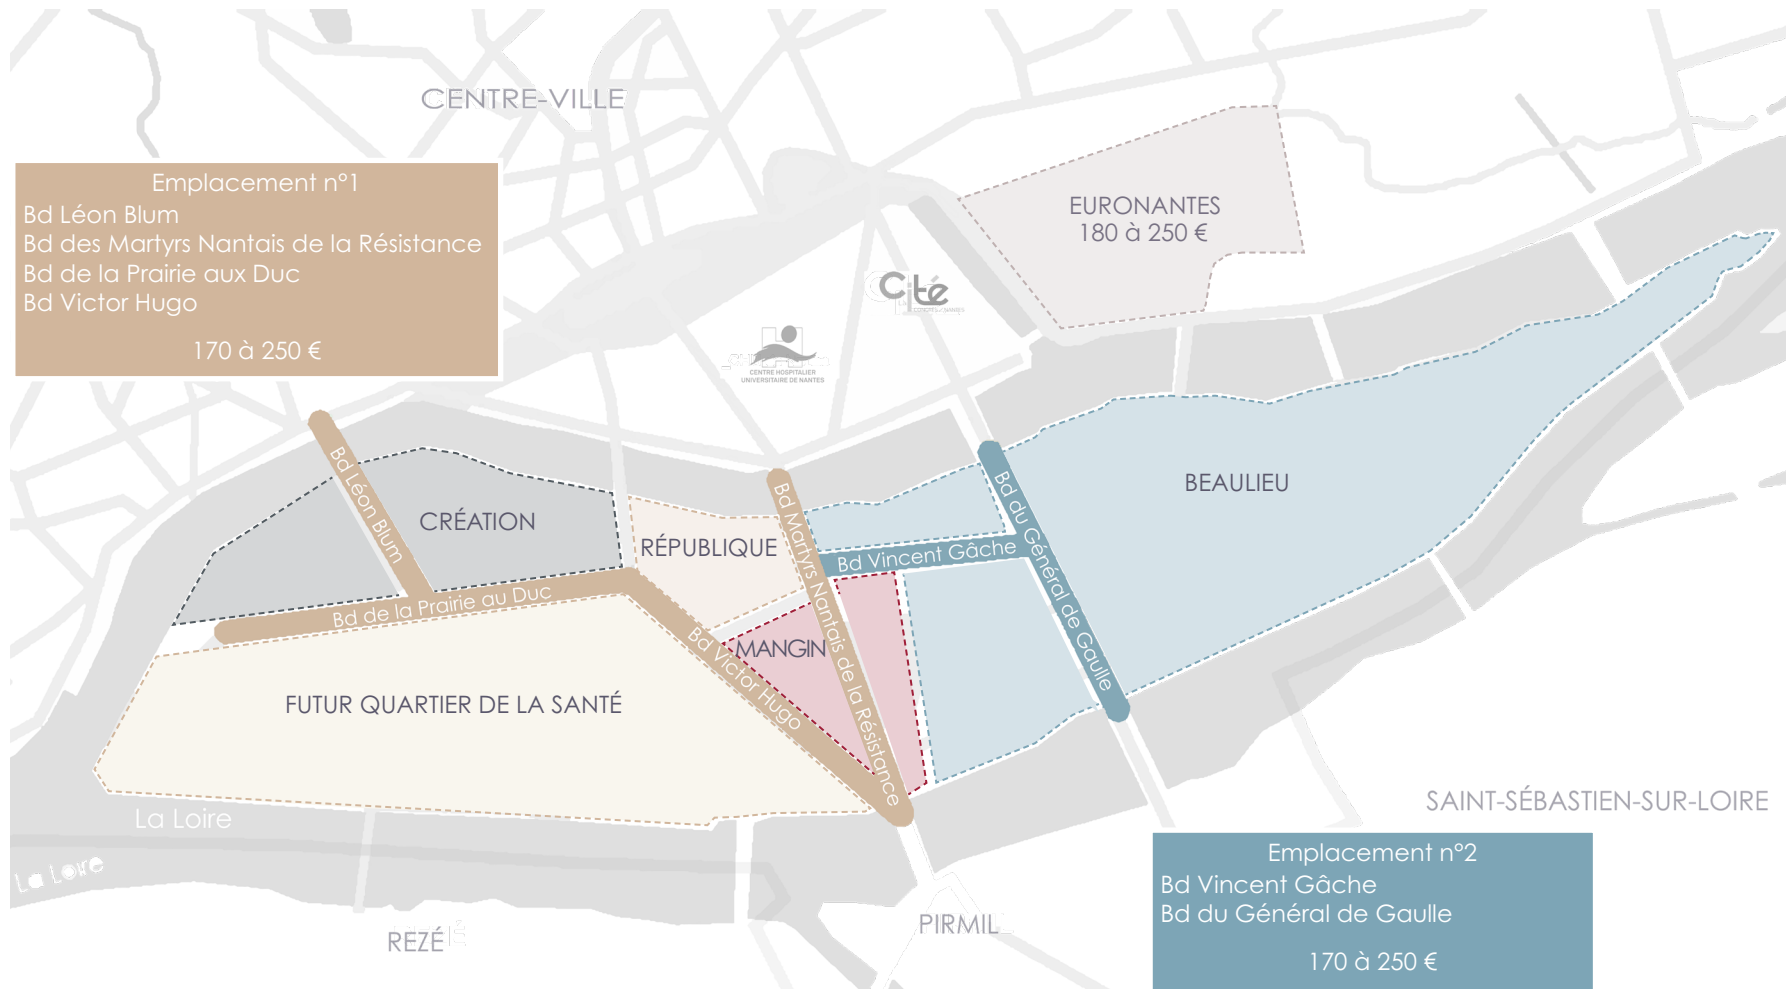 CENTRE-VILLE
Emplacement n°1
Bd Léon Blum
Bd des Martyrs Nantais de la Résistance
Bd de la Prairie aux Duc
Bd Victor Hugo
170 à 250 €
EURONANTES
180 à 250 €
Cité
CENTRE HOSPITALIER
UNIVERSITAIRE DE NANTES
Bd Léon Blum
CRÉATION
RÉPUBLIQUE
Bd Martyrs Nantais de la Résistance
Bd Vincent Gâche
Bd du Général de Gaulle
BEAULIEU
Bd de la Prairie au Duc
Bd Victor Hugo
MANGIN
FUTUR QUARTIER DE LA SANTÉ
La Loire
La Loire
REZÉ
PIRMIL
SAINT-SÉBASTIEN-SUR-LOIRE
Emplacement n°2
Bd Vincent Gâche
Bd du Général de Gaulle
170 à 250 €